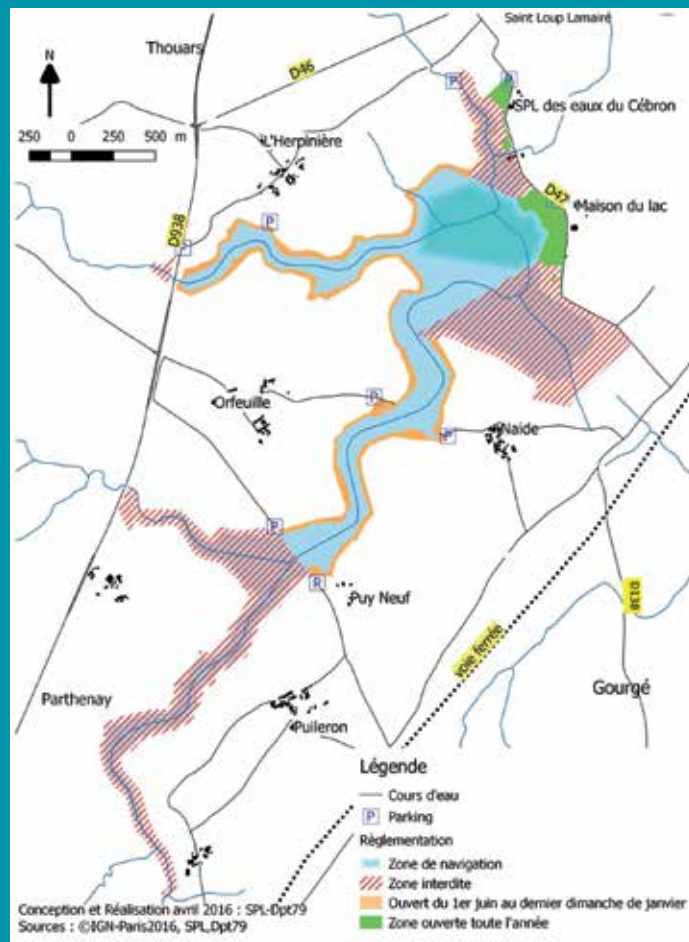 Saint Loup Lamairé
Thouars
D46
P
P
SPL des eaux du Cébron
N
250 0 250 500 m
L'Herpinière
D47
Maison du lac
P
D938
P
Orfeuille
P
P
Naide
P
P
Puy Neuf
D138
voie ferrée
Gourgé
Parthenay
Puileron
Légende
Cours d'eau
P Parking
Règlementation
Zone de navigation
Zone interdite
Ouvert du 1er juin au dernier dimanche de janvier
Zone ouverte toute l'année
Conception et Réalisation avril 2016 : SPL-Dpt79
Sources : ©IGN-Paris2016, SPL, Dpt79